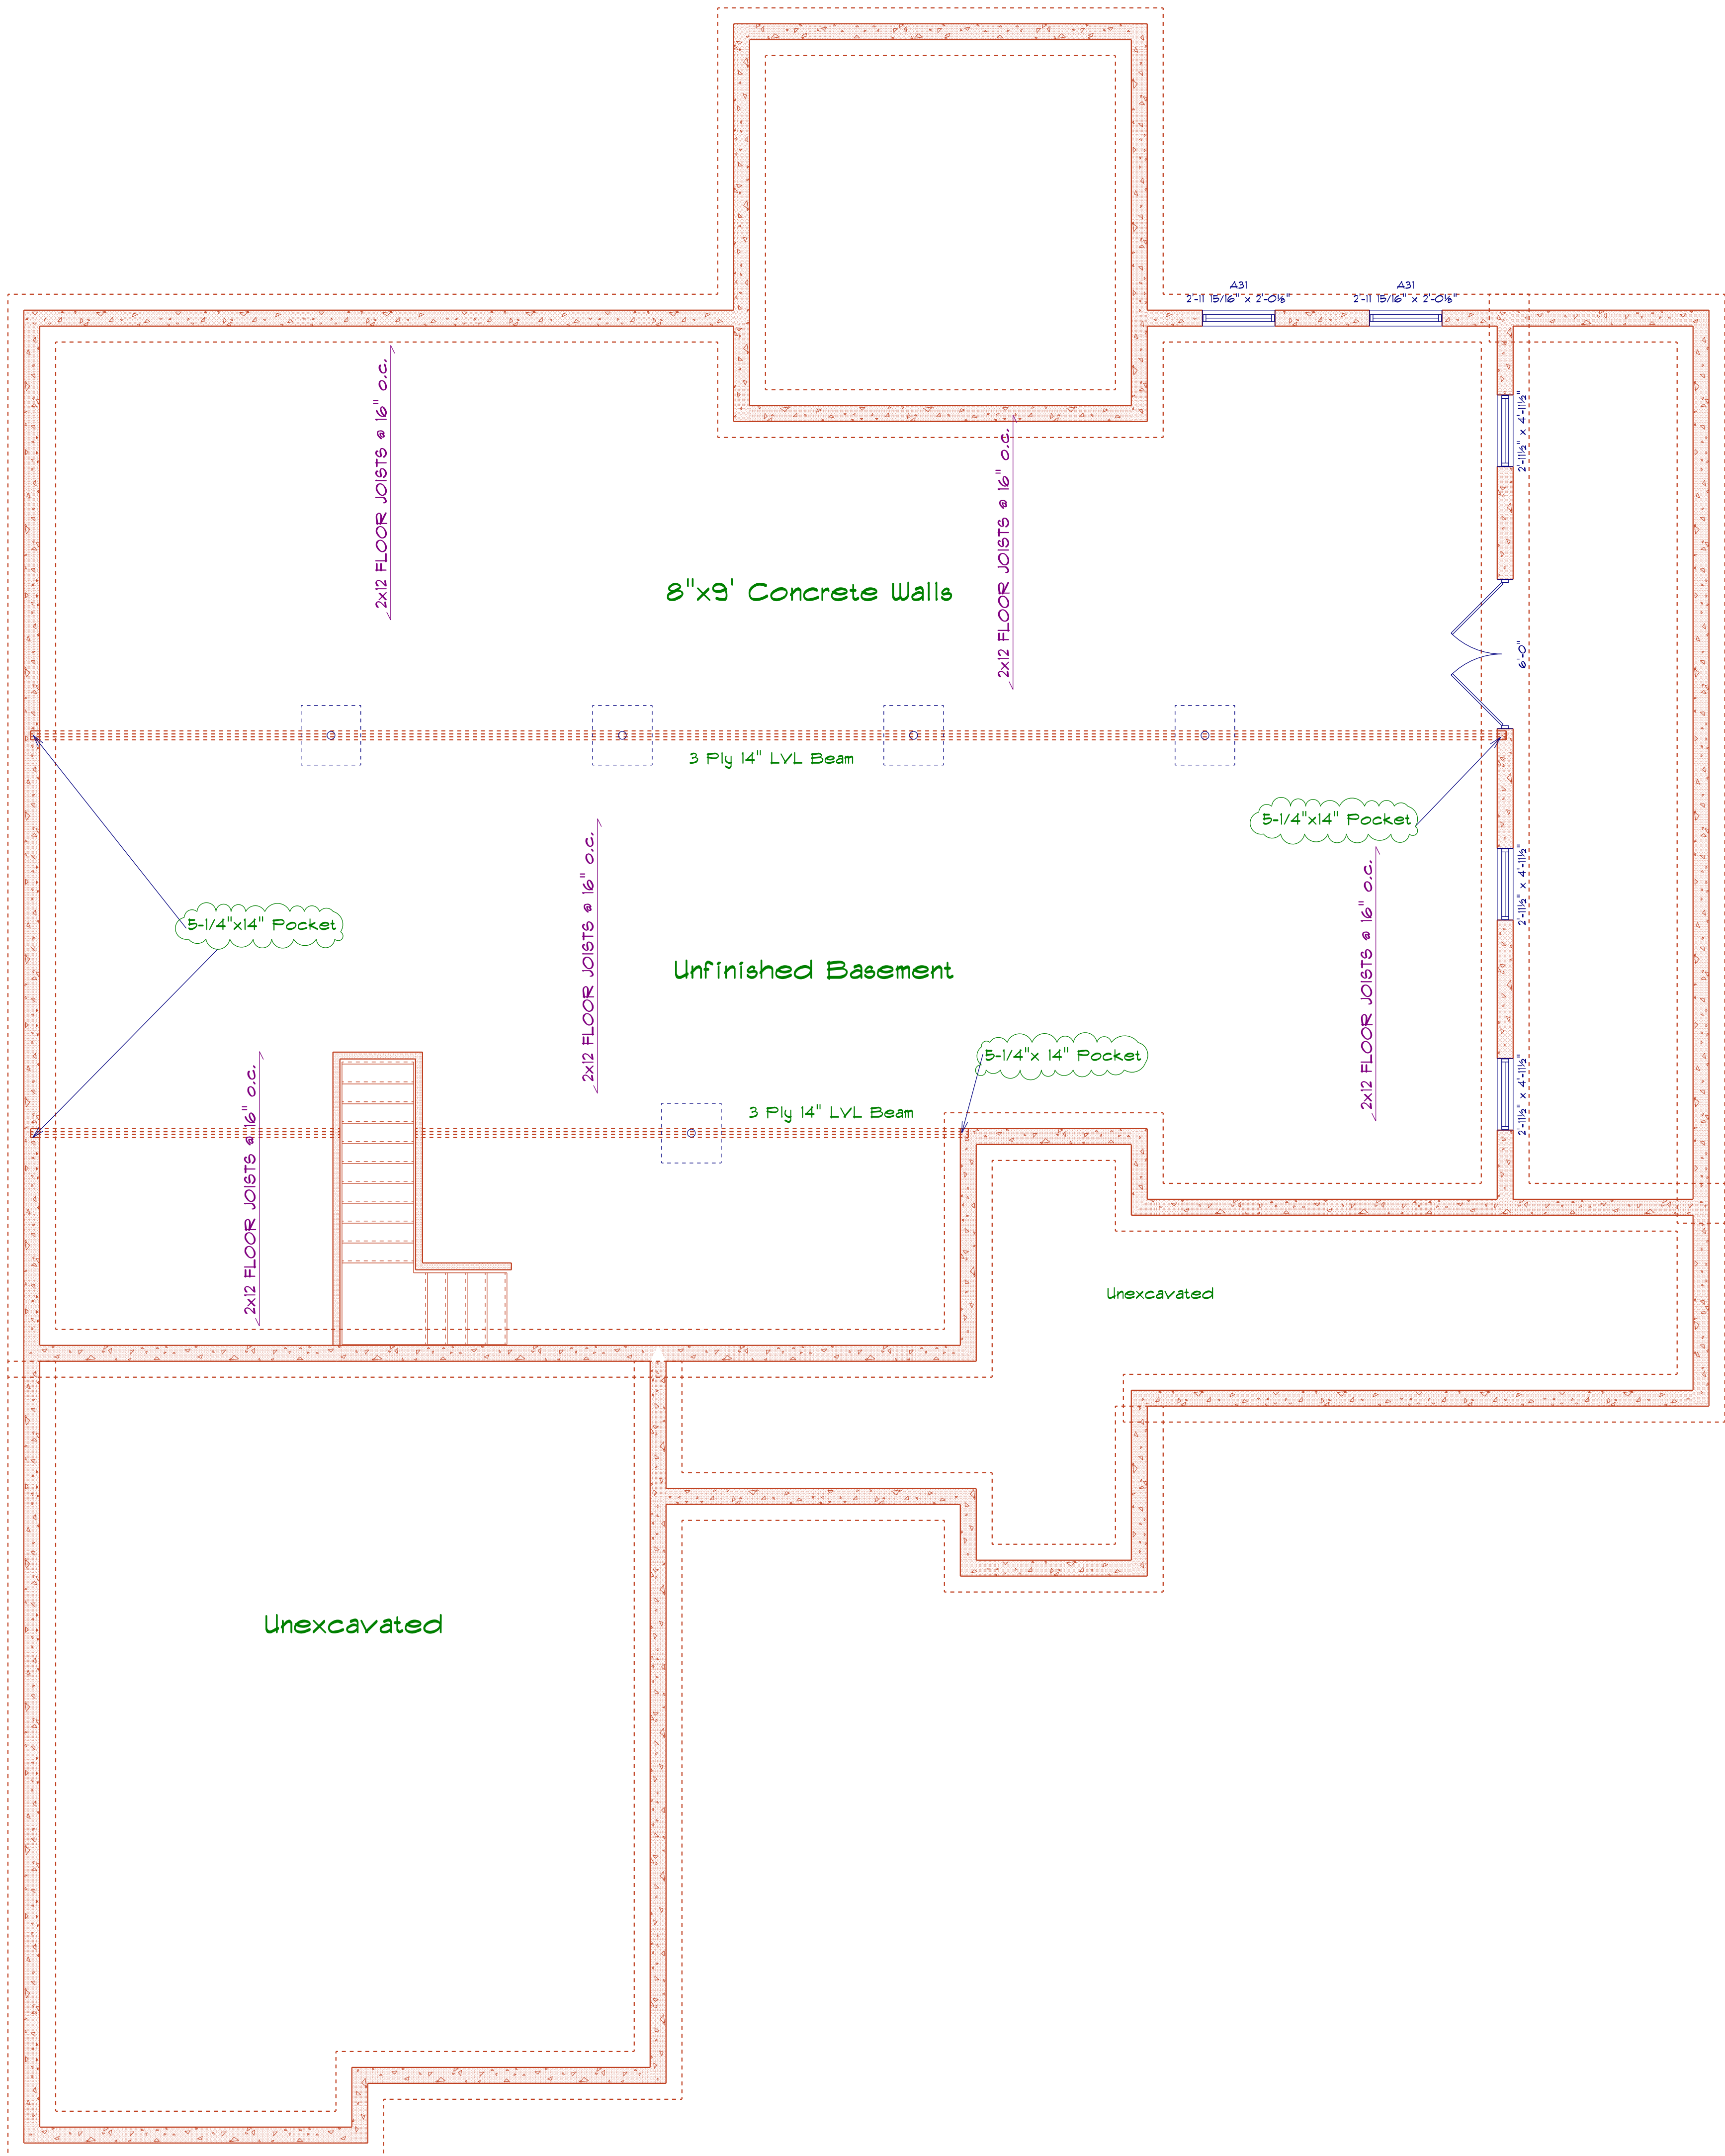 A31
A31
2'-11 15/16" x 2'-0⅛"
2'-11 15/16" x 2'-0⅛"
2x12 FLOOR JOISTS @ 16" O.C.
2x12 FLOOR JOISTS @ 16" O.C.
2'-11½" x 4'-11½"
8"x9' Concrete Walls
6'-0"
3 Ply 14" LVL Beam
5-1/4"x14" Pocket
2x12 FLOOR JOISTS @ 16" O.C.
2x12 FLOOR JOISTS @ 16" O.C.
2'-11½" x 4'-11½"
5-1/4"x14" Pocket
Unfinished Basement
5-1/4"x 14" Pocket
2x12 FLOOR JOISTS @ 16" O.C.
3 Ply 14" LVL Beam
2'-11½" x 4'-11½"
Unexcavated
Unexcavated